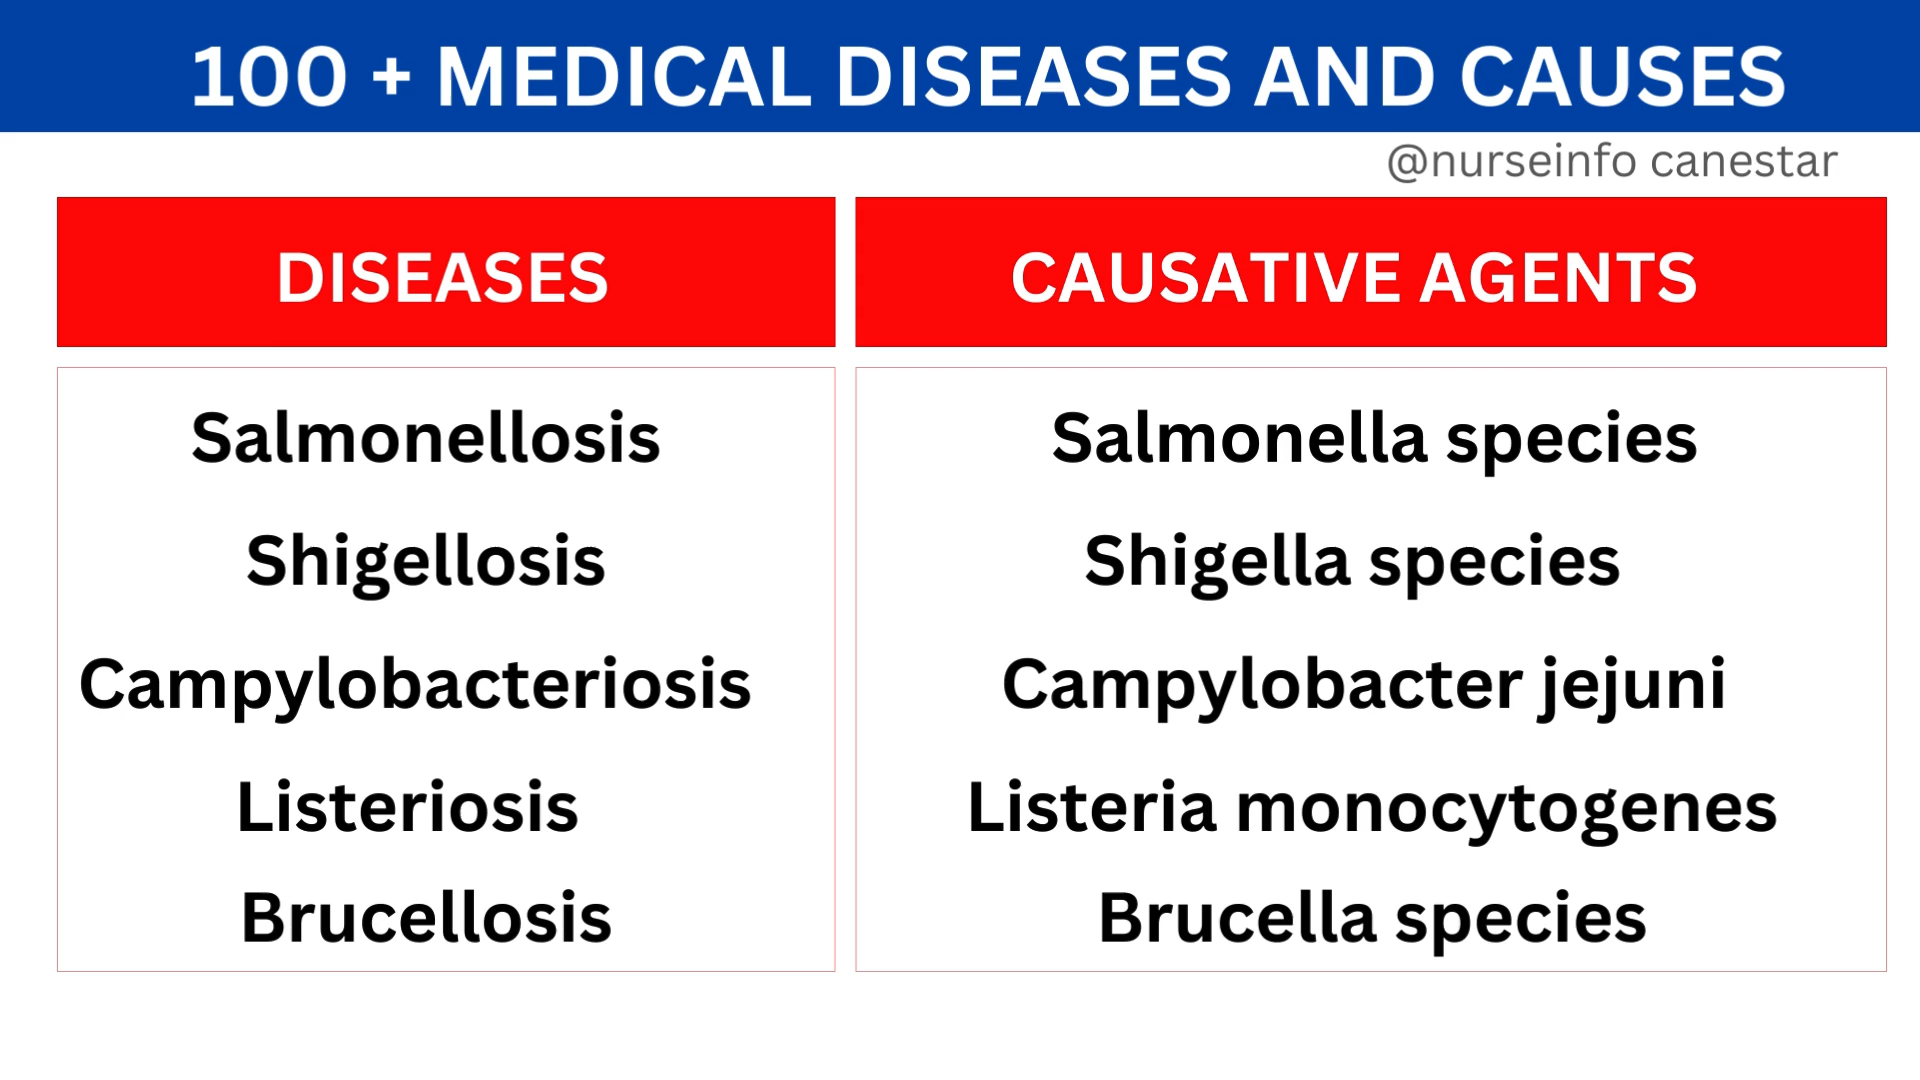 100 + MEDICAL DISEASES AND CAUSES
@nurseinfo canestar
DISEASES CAUSATIVE AGENTS
Salmonellosis Salmonella species
Shigellosis Shigella species
Campylobacteriosis Campylobacter jejuni
Listeriosis Listeria monocytogenes
Brucellosis Brucella species